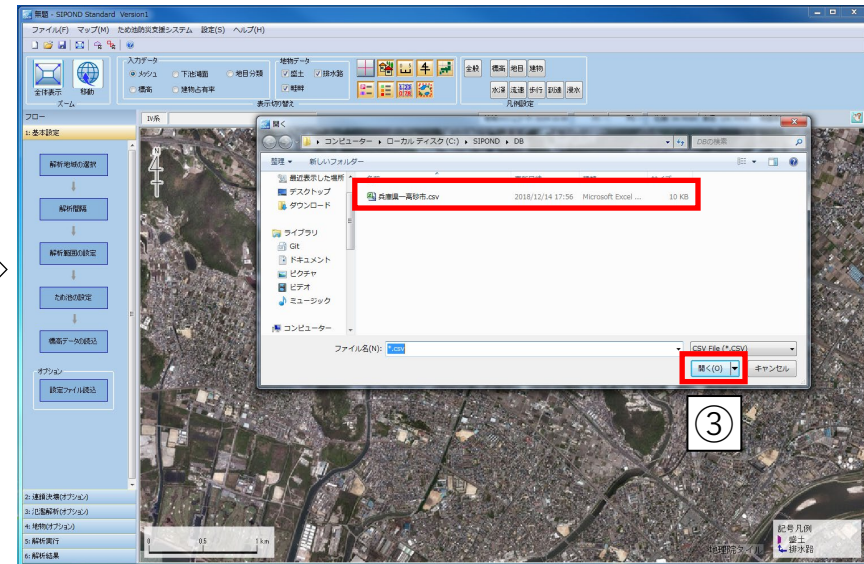 無題 - SIPOND Standard Version1
ファイル(F) マップ(M) ため池防災支援システム 設定(S) ヘルプ(H)
入力データ
メッシュ 下池湖面 地目分類
標高 建物占有率
地物データ
盛土 排水路
畦畔
全体表示 移動
ズーム
表示切り替え
全般 標高 地目 建物
水深 流速 歩行 到達 浸水
凡例設定
フロー
1: 基本設定
解析地域の選択
解析間隔
解析範囲の設定
ため池の設定
標高データの読込
オプション
設定ファイル読込
2: 連鎖決壊(オプション)
3: 氾濫解析(オプション)
4: 地物(オプション)
5: 解析実行
6: 解析結果
IV系
N
開く
コンピューター ▸ ローカル ディスク (C:) ▸ SIPOND ▸ DB
DBの検索
整理 新しいフォルダー
最近表示した場所
デスクトップ
ダウンロード
ライブラリ
Git
ドキュメント
ピクチャ
ビデオ
ミュージック
コンピューター
兵庫県―高砂市.csv 2018/12/14 17:56 Microsoft Excel ... 10 KB
ファイル名(N): *.csv
CSV File (*.CSV)
開く(O) キャンセル
③
0 0.5 1 km
地理院タイル
記号凡例
盛土
排水路